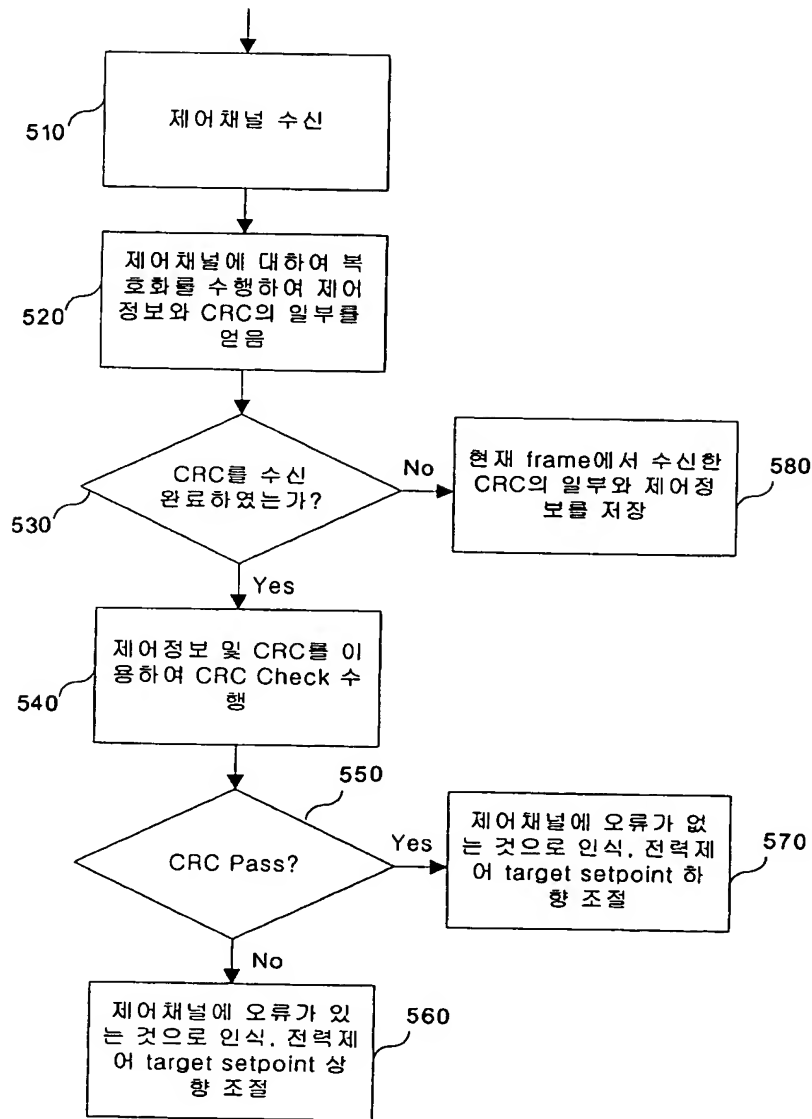 510
제어채널 수신
520
제어채널에 대하여 복
호화를 수행하여 제어
정보와 CRC의 일부를
얻음
530
CRC를 수신
완료하였는가?
No
현재 frame에서 수신한
CRC의 일부와 제어정
보를 저장
580
Yes
540
제어정보 및 CRC를 이
용하여 CRC Check 수
행
550
CRC Pass?
Yes
제어채널에 오류가 없
는 것으로 인식, 전력제
어 target setpoint 하
향 조절
570
No
제어채널에 오류가 있
는 것으로 인식, 전력제
어 target setpoint 상
향 조절
560